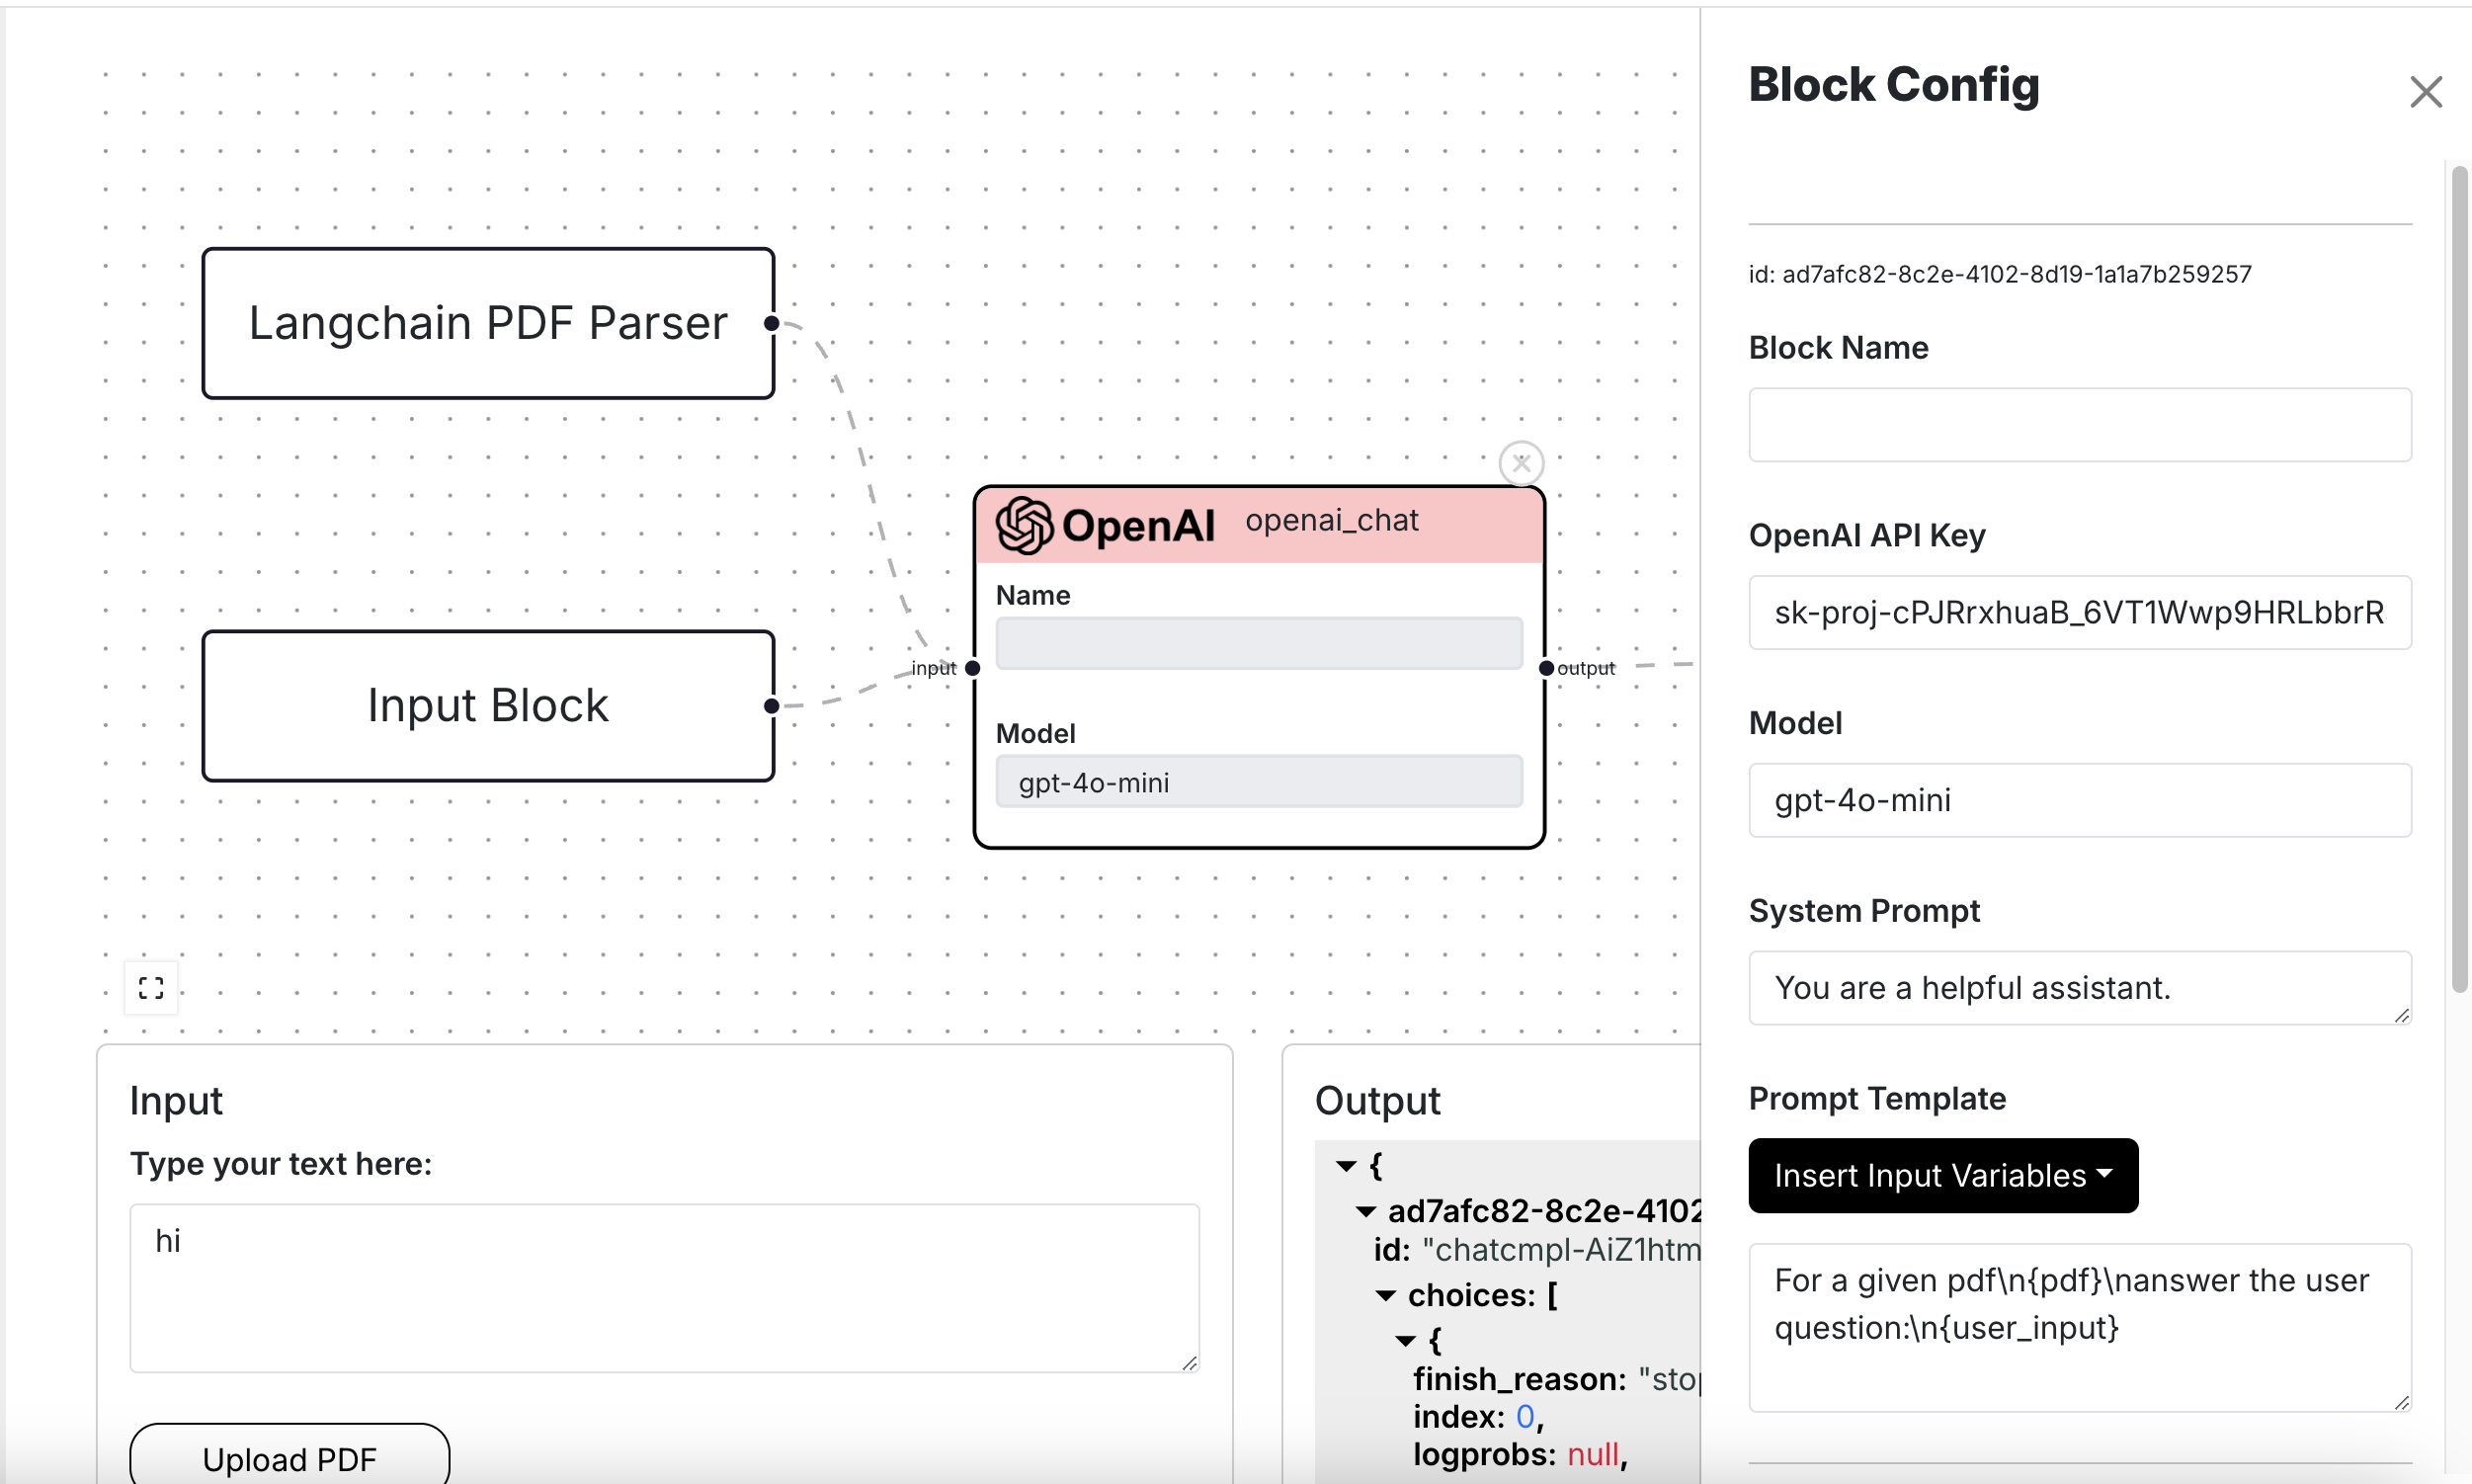 Langchain PDF Parser
Input Block
OpenAI openai_chat
Name
input
output
Model
gpt-4o-mini
Input
Type your text here:
hi
Upload PDF
Output
{
ad7afc82-8c2e-4102
id: "chatcmpl-AiZ1htm
choices: [
{
finish_reason: "stop
index: 0,
logprobs: null,
Block Config
id: ad7afc82-8c2e-4102-8d19-1a1a7b259257
Block Name
OpenAI API Key
sk-proj-cPJRrxhuaB_6VT1Wwp9HRLbbrR
Model
gpt-4o-mini
System Prompt
You are a helpful assistant.
Prompt Template
Insert Input Variables
For a given pdf\n{pdf}\nanswer the user
question:\n{user_input}